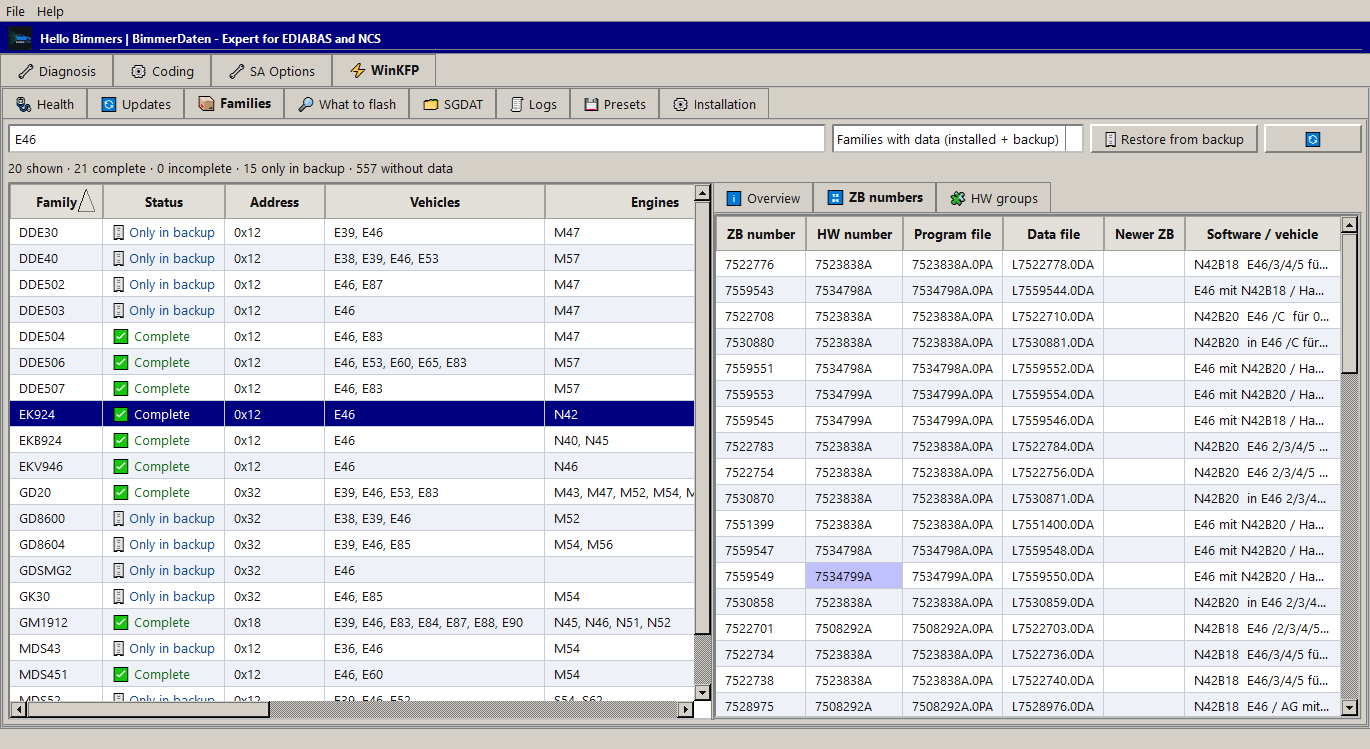 File Help
Hello Bimmers | BimmerDaten - Expert for EDIABAS and NCS
Diagnosis Coding SA Options WinKFP
Health Updates Families What to flash SGDAT Logs Presets Installation
E46 Families with data (installed + backup) Restore from backup
20 shown · 21 complete · 0 incomplete · 15 only in backup · 557 without data
Overview ZB numbers HW groups
Family Status Address Vehicles Engines
DDE30 Only in backup 0x12 E39, E46 M47
DDE40 Only in backup 0x12 E38, E39, E46, E53 M57
DDE502 Only in backup 0x12 E46, E87 M47
DDE503 Only in backup 0x12 E46 M47
DDE504 Complete 0x12 E46, E83 M47
DDE506 Complete 0x12 E46, E53, E60, E65, E83 M57
DDE507 Complete 0x12 E46, E83 M57
EK924 Complete 0x12 E46 N42
EKB924 Complete 0x12 E46 N40, N45
EKV946 Complete 0x12 E46 N46
GD20 Complete 0x32 E39, E46, E53, E83 M43, M47, M52, M54, M
GD8600 Only in backup 0x32 E38, E39, E46 M52
GD8604 Only in backup 0x32 E39, E46, E85 M54, M56
GDSMG2 Only in backup 0x32 E46
GK30 Only in backup 0x32 E46, E85 M54
GM1912 Complete 0x18 E39, E46, E83, E84, E87, E88, E90 N45, N46, N51, N52
MDS43 Only in backup 0x12 E36, E46 M54
MDS451 Complete 0x12 E46, E60 M54
MDS52 Only in backup 0x12 E39, E46, E52 S54, S62
ZB number HW number Program file Data file Newer ZB Software / vehicle
7522776 7523838A 7523838A.0PA L7522778.0DA N42B18 E46/3/4/5 fü...
7559543 7534798A 7534798A.0PA L7559544.0DA E46 mit N42B18 / Ha...
7522708 7523838A 7523838A.0PA L7522710.0DA N42B20 E46 /C für 0...
7530880 7523838A 7523838A.0PA L7530881.0DA N42B20 in E46 /C für...
7559551 7534798A 7534798A.0PA L7559552.0DA E46 mit N42B20 / Ha...
7559553 7534799A 7534799A.0PA L7559554.0DA E46 mit N42B20 / Ha...
7559545 7534799A 7534799A.0PA L7559546.0DA E46 mit N42B18 / Ha...
7522783 7523838A 7523838A.0PA L7522784.0DA N42B20 E46 2/3/4/5 ...
7522754 7523838A 7523838A.0PA L7522756.0DA N42B20 E46 2/3/4/5 ...
7530870 7523838A 7523838A.0PA L7530871.0DA N42B20 in E46 2/3/4...
7551399 7523838A 7523838A.0PA L7551400.0DA E46 mit N42B20 / Ha...
7559547 7534798A 7534798A.0PA L7559548.0DA E46 mit N42B20 / Ha...
7559549 7534799A 7534799A.0PA L7559550.0DA E46 mit N42B20 / Ha...
7530858 7523838A 7523838A.0PA L7530859.0DA N42B20 in E46 2/3/4...
7522701 7508292A 7508292A.0PA L7522703.0DA N42B18 E46 /2/3/4/5...
7522734 7523838A 7523838A.0PA L7522736.0DA N42B18 E46/3/4/5 fü...
7522738 7523838A 7523838A.0PA L7522740.0DA N42B18 E46/3/4/5 fü...
7528975 7508292A 7508292A.0PA L7528976.0DA N42B18 E46 / AG mit...